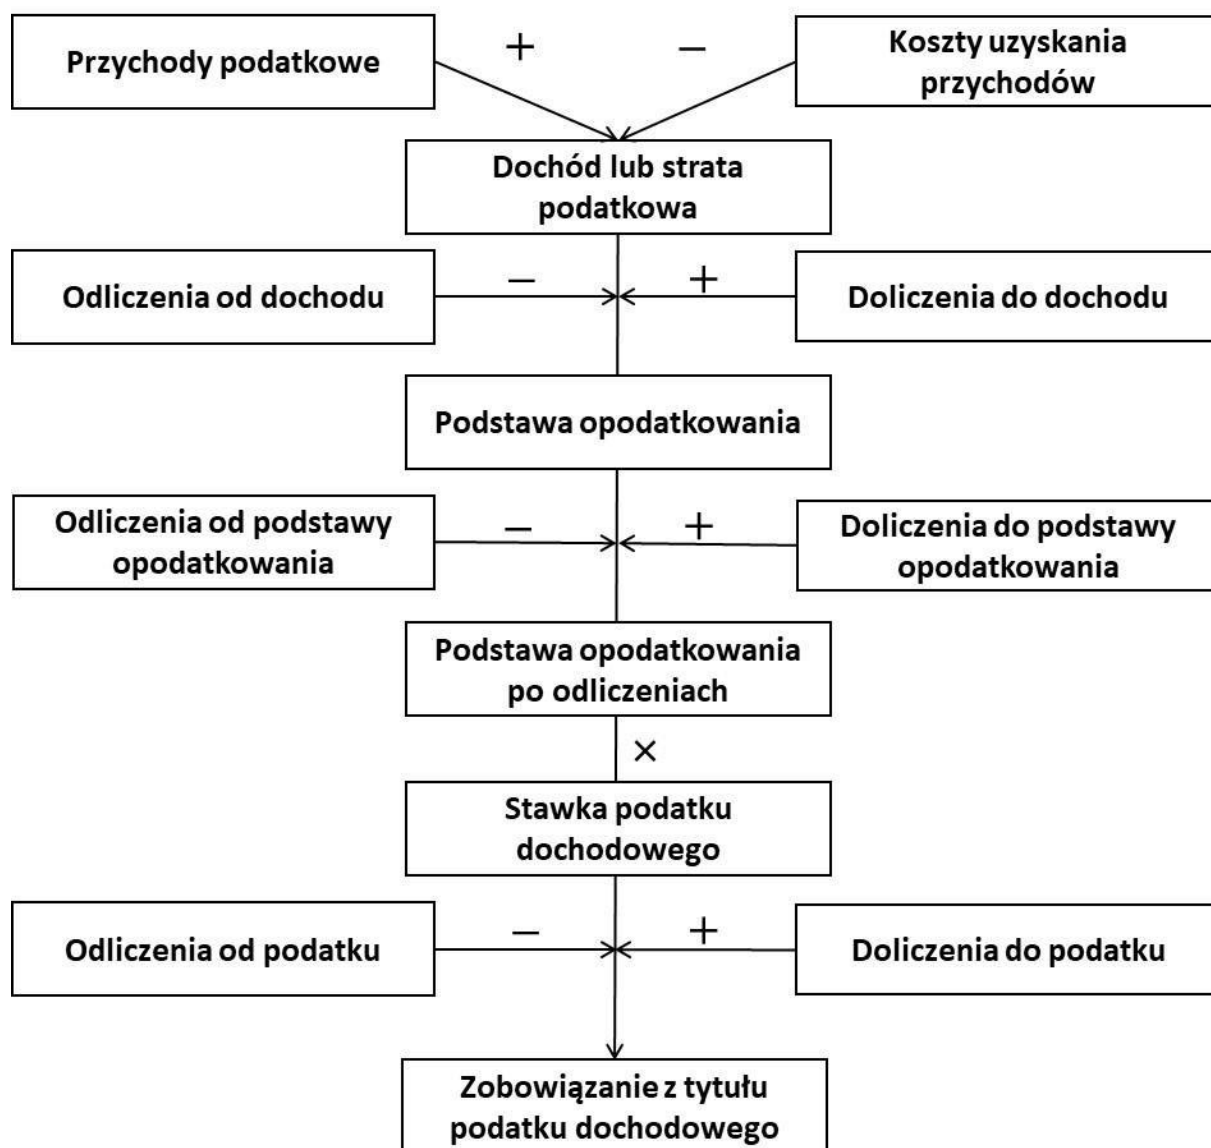 Przychody podatkowe
+
−
Koszty uzyskania
przychodów
Dochód lub strata
podatkowa
Odliczenia od dochodu
−
+
Doliczenia do dochodu
Podstawa opodatkowania
Odliczenia od podstawy
opodatkowania
−
+
Doliczenia do podstawy
opodatkowania
Podstawa opodatkowania
po odliczeniach
×
Stawka podatku
dochodowego
Odliczenia od podatku
−
+
Doliczenia do podatku
Zobowiązanie z tytułu
podatku dochodowego